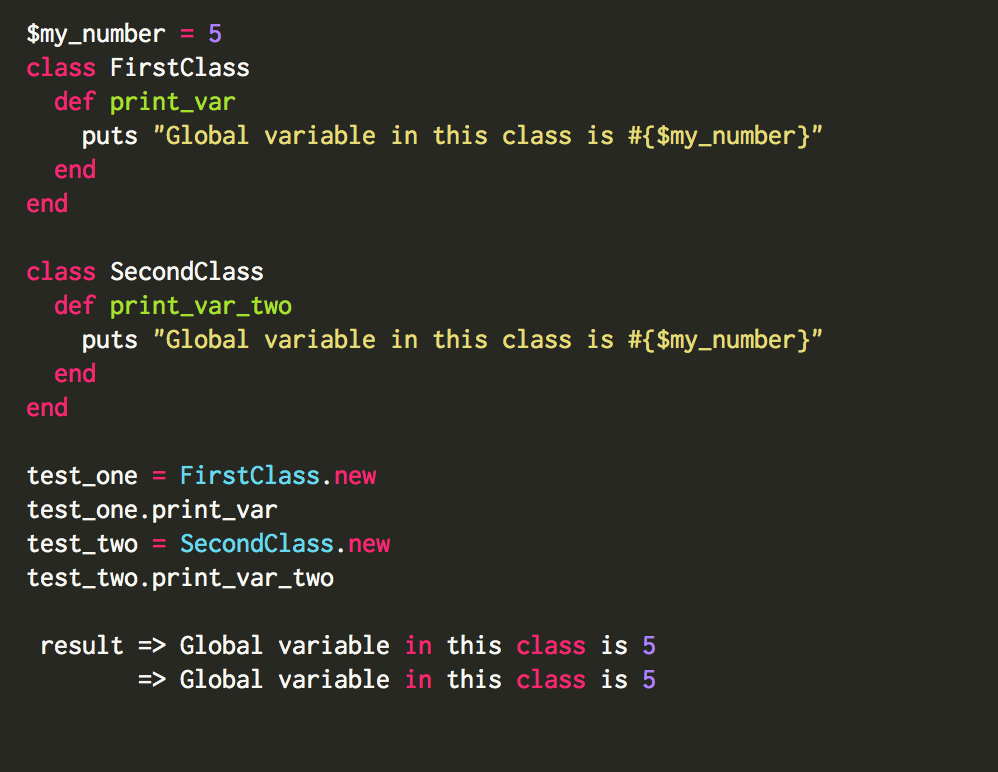 $my_number = 5
class FirstClass
  def print_var
    puts "Global variable in this class is #{$my_number}"
  end
end

class SecondClass
  def print_var_two
    puts "Global variable in this class is #{$my_number}"
  end
end

test_one = FirstClass.new
test_one.print_var
test_two = SecondClass.new
test_two.print_var_two

 result => Global variable in this class is 5
        => Global variable in this class is 5